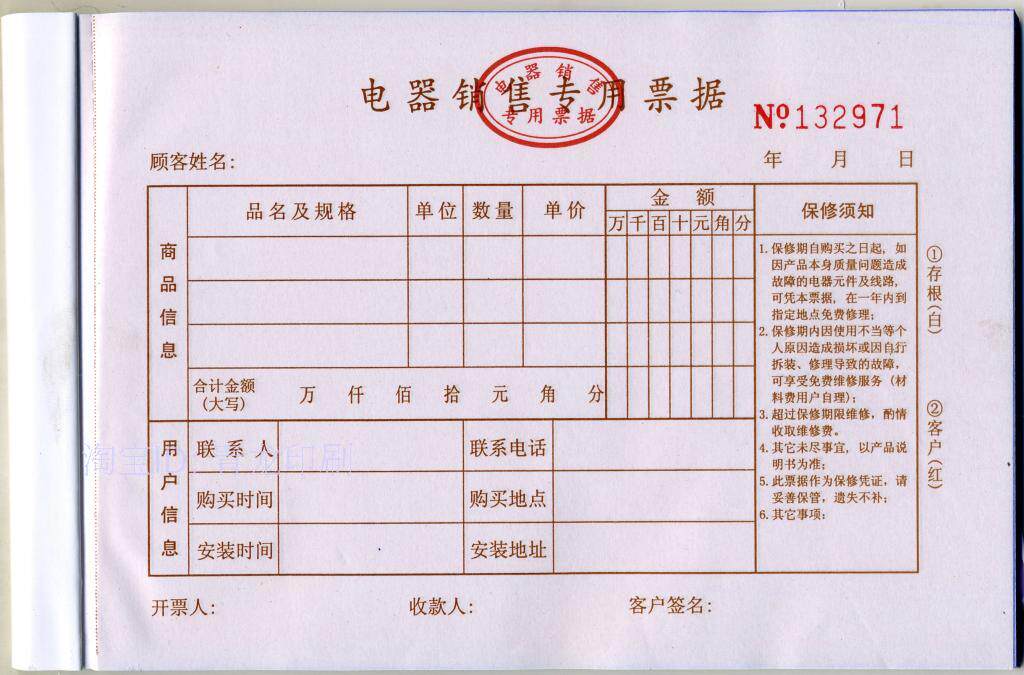 电器销售专用票据
电器销售
专用票据
No 132971
顾客姓名：
年 月 日
商品信息
品名及规格 单位 数量 单价 金额 保修须知
万 千 百 十 元 角 分
1. 保修期自购买之日起，如
因产品本身质量问题造成
故障的电器元件及线路，
可凭本票据，在一年内到
指定地点免费修理；
2. 保修期内因使用不当等个
人原因造成损坏或因自行
拆装、修理导致的故障，
可享受免费维修服务（材
料费用户自理）；
3. 超过保修期限维修，酌情
收取维修费。
4. 其它未尽事宜，以产品说
明书为准；
5. 此票据作为保修凭证，请
妥善保管，遗失不补；
6. 其它事项：
合计金额
（大写） 万 仟 佰 拾 元 角 分
用户信息
联系人 联系电话
购买时间 购买地点
安装时间 安装地址
①存根（白）
②客户（红）
开票人： 收款人： 客户签名：